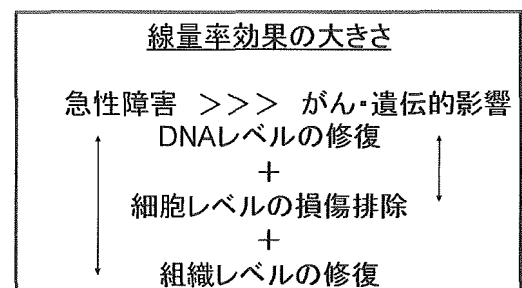 線量率効果の大きさ
急性障害 >>> がん・遺伝的影響
DNAレベルの修復
+
細胞レベルの損傷排除
+
組織レベルの修復